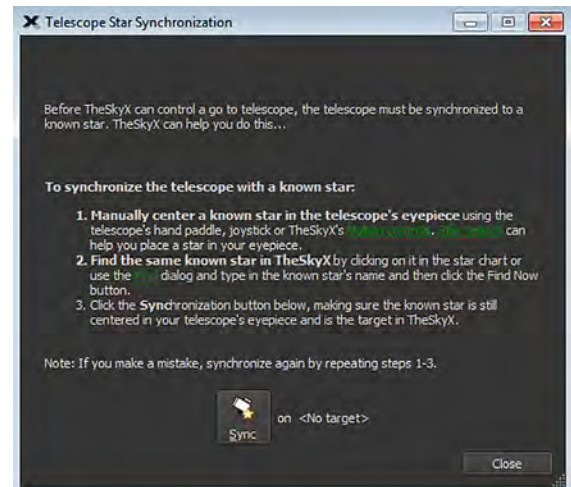 Telescope Star Synchronization
Before TheSkyX can control a go to telescope, the telescope must be synchronized to a
known star. TheSkyX can help you do this...
To synchronize the telescope with a known star:
1. Manually center a known star in the telescope's eyepiece using the
telescope's hand paddle, joystick or TheSkyX's Motion Controls. Star Search can
help you place a star in your eyepiece.
2. Find the same known star in TheSkyX by clicking on it in the star chart or
use the Find dialog and type in the known star's name and then click the Find Now
button.
3. Click the Synchronization button below, making sure the known star is still
centered in your telescope's eyepiece and is the target in TheSkyX.
Note: If you make a mistake, synchronize again by repeating steps 1-3.
Sync
on <No target>
Close